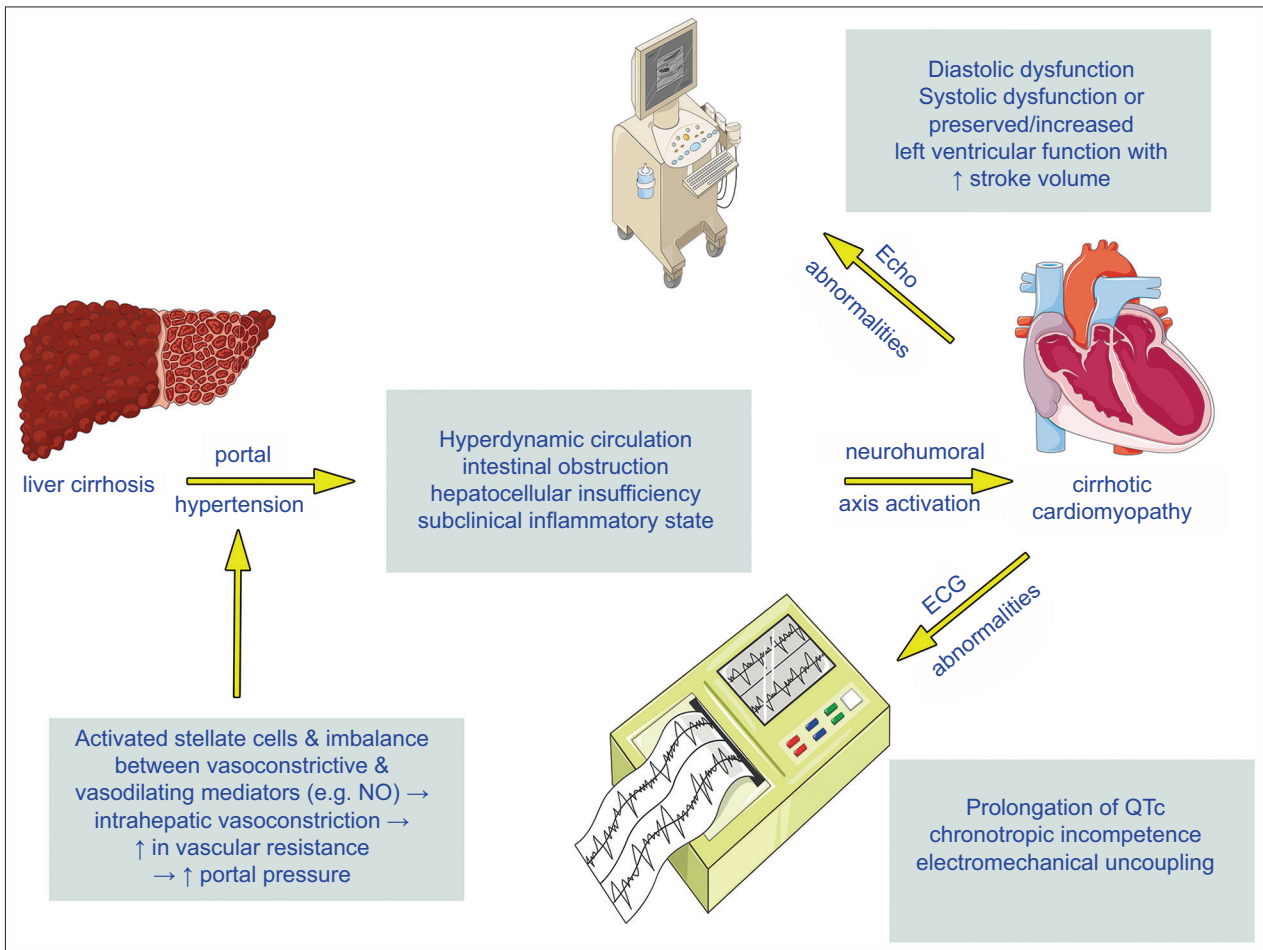 Diastolic dysfunction
Systolic dysfunction or
preserved/increased
left ventricular function with
↑ stroke volume
Echo
abnormalities
liver cirrhosis
portal
hypertension
Hyperdynamic circulation
intestinal obstruction
hepatocellular insufficiency
subclinical inflammatory state
neurohumoral
axis activation
cirrhotic
cardiomyopathy
ECG
abnormalities
Activated stellate cells & imbalance
between vasoconstrictive &
vasodilating mediators (e.g. NO) →
intrahepatic vasoconstriction →
↑ in vascular resistance
→ ↑ portal pressure
Prolongation of QTc
chronotropic incompetence
electromechanical uncoupling